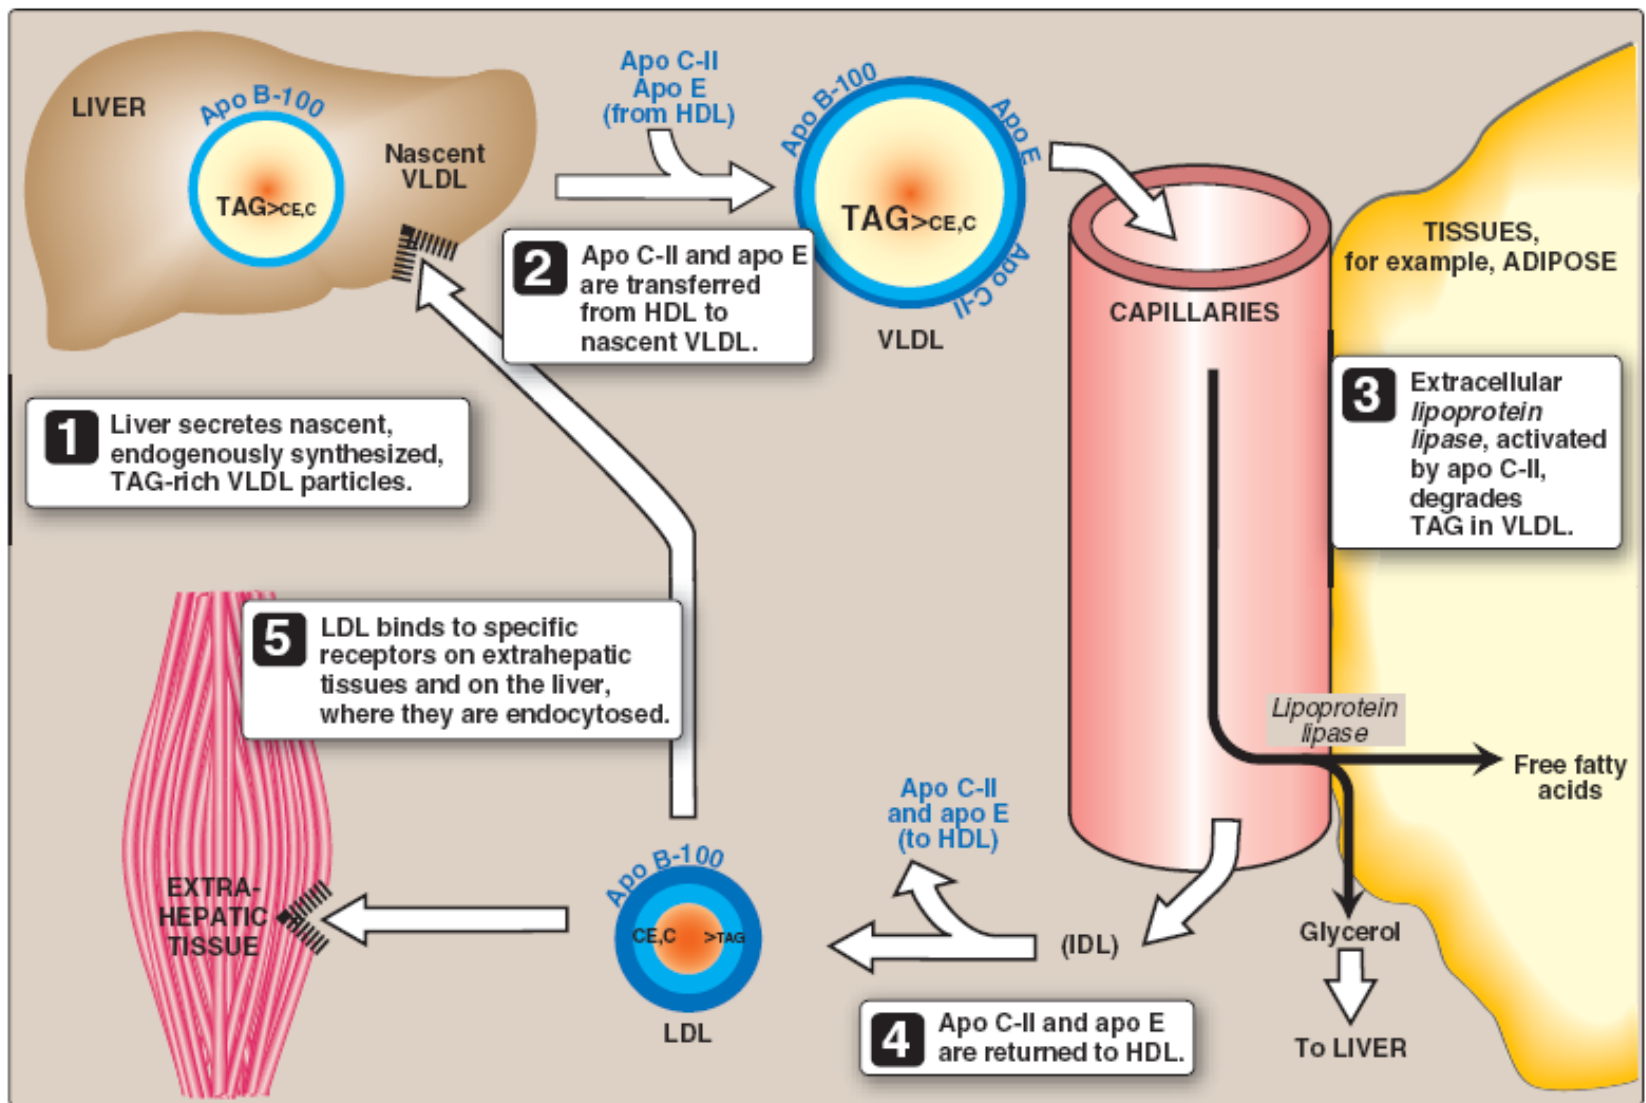 LIVER
Apo B-100
TAG>CE,C
Nascent
VLDL
Apo C-II
Apo E
(from HDL)
Apo B-100
Apo E
Apo C-II
TAG>CE,C
VLDL
CAPILLARIES
TISSUES,
for example, ADIPOSE
1
Liver secretes nascent,
endogenously synthesized,
TAG-rich VLDL particles.
2
Apo C-II and apo E
are transferred
from HDL to
nascent VLDL.
3
Extracellular
lipoprotein
lipase, activated
by apo C-II,
degrades
TAG in VLDL.
Lipoprotein
lipase
Free fatty
acids
Glycerol
To LIVER
(IDL)
Apo C-II
and apo E
(to HDL)
4
Apo C-II and apo E
are returned to HDL.
Apo B-100
CE,C >TAG
LDL
5
LDL binds to specific
receptors on extrahepatic
tissues and on the liver,
where they are endocytosed.
EXTRA-
HEPATIC
TISSUE